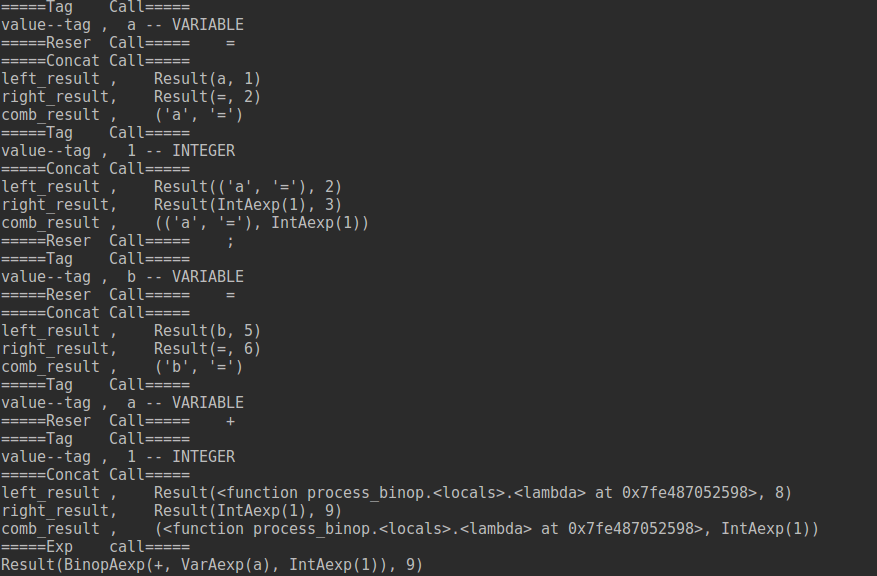 =====Tag    Call=====
value--tag ,  a -- VARIABLE
=====Reser  Call=====    =
=====Concat Call=====
left_result ,    Result(a, 1)
right_result,    Result(=, 2)
comb_result ,    ('a', '=')
=====Tag    Call=====
value--tag ,  1 -- INTEGER
=====Concat Call=====
left_result ,    Result(('a', '='), 2)
right_result,    Result(IntAexp(1), 3)
comb_result ,    (('a', '='), IntAexp(1))
=====Reser  Call=====    ;
=====Tag    Call=====
value--tag ,  b -- VARIABLE
=====Reser  Call=====    =
=====Concat Call=====
left_result ,    Result(b, 5)
right_result,    Result(=, 6)
comb_result ,    ('b', '=')
=====Tag    Call=====
value--tag ,  a -- VARIABLE
=====Reser  Call=====    +
=====Tag    Call=====
value--tag ,  1 -- INTEGER
=====Concat Call=====
left_result ,    Result(<function process_binop.<locals>.<lambda> at 0x7fe487052598>, 8)
right_result,    Result(IntAexp(1), 9)
comb_result ,    (<function process_binop.<locals>.<lambda> at 0x7fe487052598>, IntAexp(1))
=====Exp    call=====
Result(BinopAexp(+, VarAexp(a), IntAexp(1)), 9)